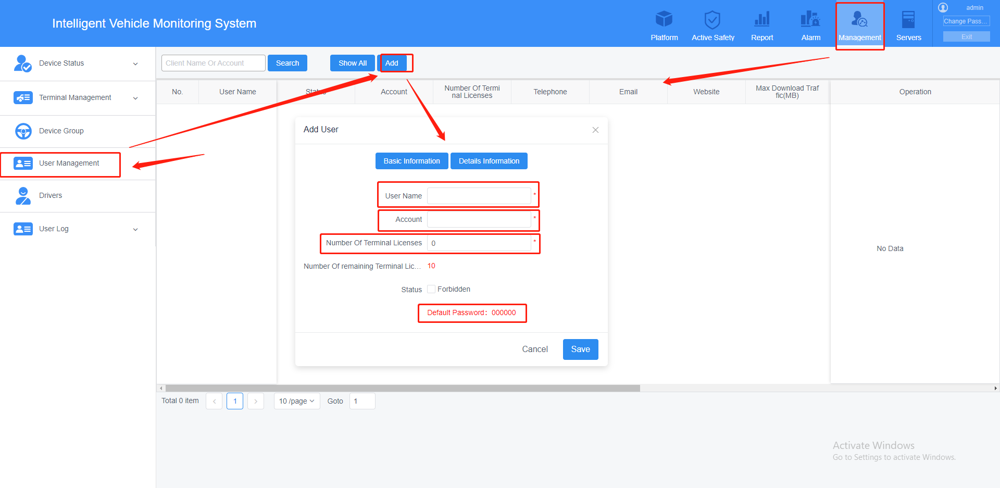 Intelligent Vehicle Monitoring System
Platform
Active Safety
Report
Alarm
Management
Servers
admin
Change Pass...
Exit
Device Status
Terminal Management
Device Group
User Management
Drivers
User Log
Client Name Or Account
Search
Show All
Add
No.
User Name
Status
Account
Number Of Termi
nal Licenses
Telephone
Email
Website
Max Download Traf
fic(MB)
Operation
Add User
Basic Information
Details Information
User Name
*
Account
*
Number Of Terminal Licenses
0
*
Number Of remaining Terminal Lic...
10
Status
Forbidden
Default Password：000000
Cancel
Save
No Data
Total 0 item
1
10 /page
Goto
1
Activate Windows
Go to Settings to activate Windows.